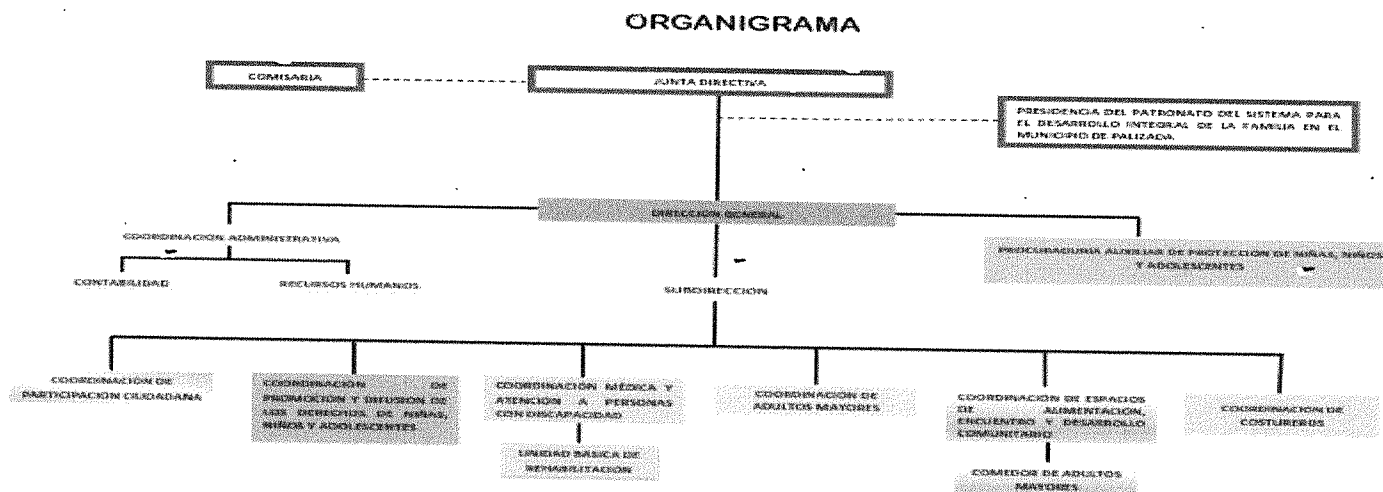 ORGANIGRAMA
COMISARIA
JUNTA DIRECTIVA
PRESIDENCIA DEL PATRONATO DEL SISTEMA PARA
EL DESARROLLO INTEGRAL DE LA FAMILIA EN EL
MUNICIPIO DE PALIZADA
DIRECCION GENERAL
COORDINACION ADMINISTRATIVA
PROCURADURIA AUXILIAR DE PROTECCION DE NIÑAS, NIÑOS
Y ADOLESCENTES
CONTABILIDAD
RECURSOS HUMANOS
SUBDIRECCION
COORDINACION DE
PARTICIPACION CIUDADANA
COORDINACION DE
PROMOCION Y DIFUSION DE
LOS DERECHOS DE NIÑAS,
NIÑOS Y ADOLESCENTES
COORDINACION MÉDICA Y
ATENCION A PERSONAS
CON DISCAPACIDAD
UNIDAD BASICA DE
REHABILITACION
COORDINACION DE
ADULTOS MAYORES
COORDINACION DE ESPACIOS
DE ALIMENTACION,
ENCUENTRO Y DESARROLLO
COMUNITARIO
COMEDOR DE ADULTOS
MAYORES
COORDINACION DE
COSTUREROS